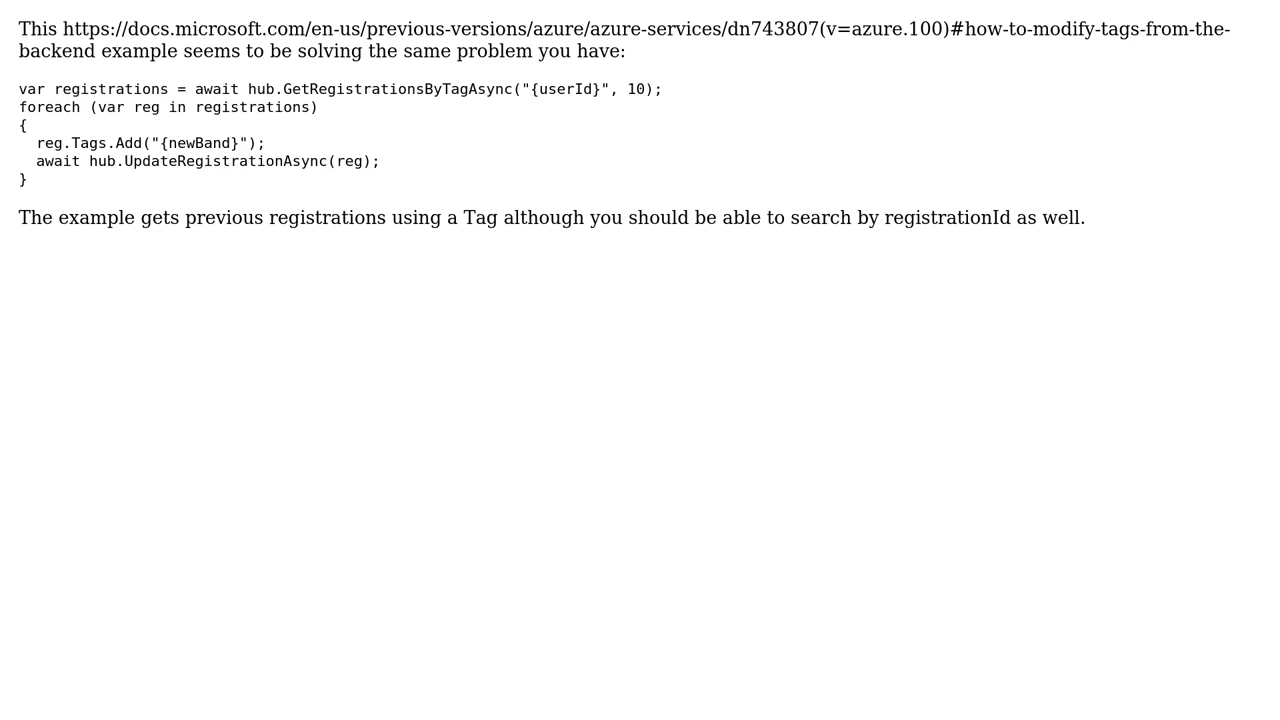 This https://docs.microsoft.com/en-us/previous-versions/azure/azure-services/dn743807(v=azure.100)#how-to-modify-tags-from-the-
backend example seems to be solving the same problem you have:
var registrations = await hub.GetRegistrationsByTagAsync("{userId}", 10);
foreach (var reg in registrations)
{
  reg.Tags.Add("{newBand}");
  await hub.UpdateRegistrationAsync(reg);
}
The example gets previous registrations using a Tag although you should be able to search by registrationId as well.